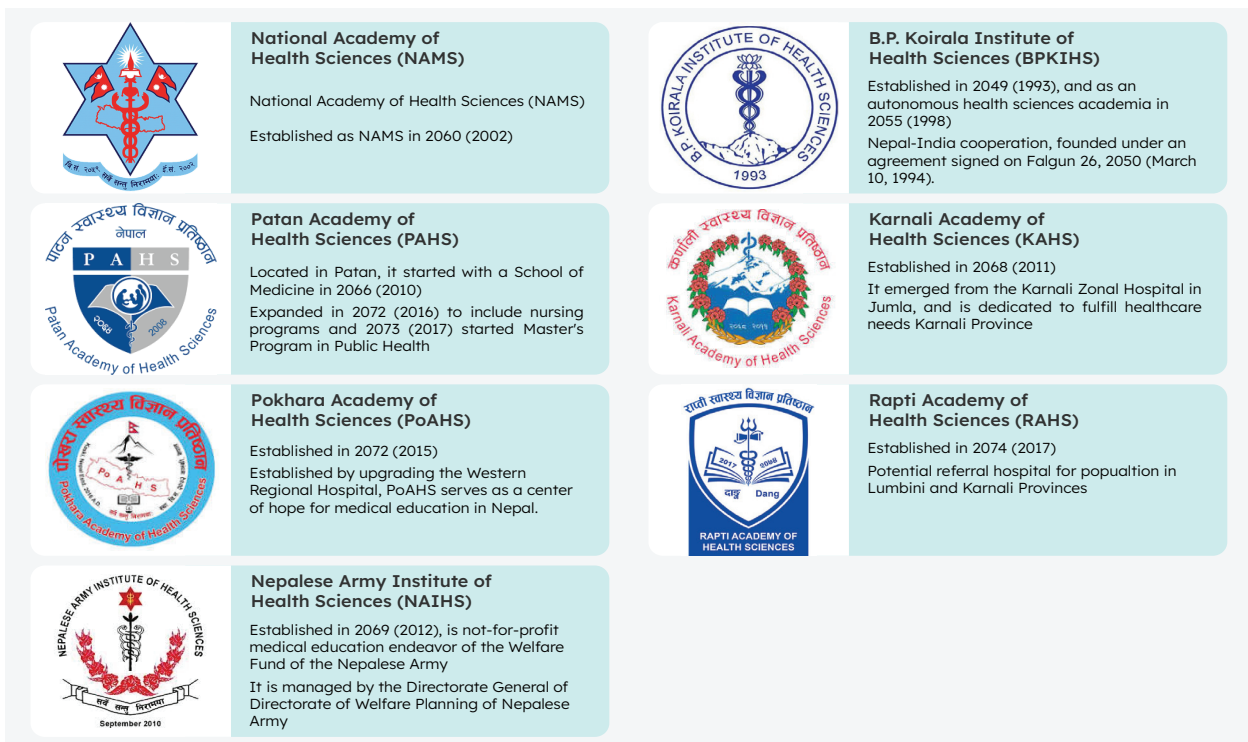 National Academy of
Health Sciences (NAMS)
National Academy of Health Sciences (NAMS)
Established as NAMS in 2060 (2002)
सर्वे सन्तु निरामयाः
B.P. KOIRALA INSTITUTE OF HEALTH SCIENCES
1993
B.P. Koirala Institute of
Health Sciences (BPKIHS)
Established in 2049 (1993), and as an
autonomous health sciences academia in
2055 (1998)
Nepal-India cooperation, founded under an
agreement signed on Falgun 26, 2050 (March
10, 1994).
पाटन स्वास्थ्य विज्ञान प्रतिष्ठान
नेपाल
PAHS
2008
Patan Academy of Health Sciences
Patan Academy of
Health Sciences (PAHS)
Located in Patan, it started with a School of
Medicine in 2066 (2010)
Expanded in 2072 (2016) to include nursing
programs and 2073 (2017) started Master's
Program in Public Health
कर्णाली स्वास्थ्य विज्ञान प्रतिष्ठान
Karnali Academy of Health Sciences
Karnali Academy of
Health Sciences (KAHS)
Established in 2068 (2011)
It emerged from the Karnali Zonal Hospital in
Jumla, and is dedicated to fulfill healthcare
needs Karnali Province
पोखरा स्वास्थ्य विज्ञान प्रतिष्ठान
PoAHS
Pokhara Academy of Health Sciences
Pokhara Academy of
Health Sciences (PoAHS)
Established in 2072 (2015)
Established by upgrading the Western
Regional Hospital, PoAHS serves as a center
of hope for medical education in Nepal.
राप्ती स्वास्थ्य विज्ञान प्रतिष्ठान
2017 २०७४
दाङ्ग Dang
RAPTI ACADEMY OF
HEALTH SCIENCES
Rapti Academy of
Health Sciences (RAHS)
Established in 2074 (2017)
Potential referral hospital for popualtion in
Lumbini and Karnali Provinces
NEPALESE ARMY INSTITUTE OF HEALTH SCIENCES
सर्वे सन्तु निरामया
September 2010
Nepalese Army Institute of
Health Sciences (NAIHS)
Established in 2069 (2012), is not-for-profit
medical education endeavor of the Welfare
Fund of the Nepalese Army
It is managed by the Directorate General of
Directorate of Welfare Planning of Nepalese
Army